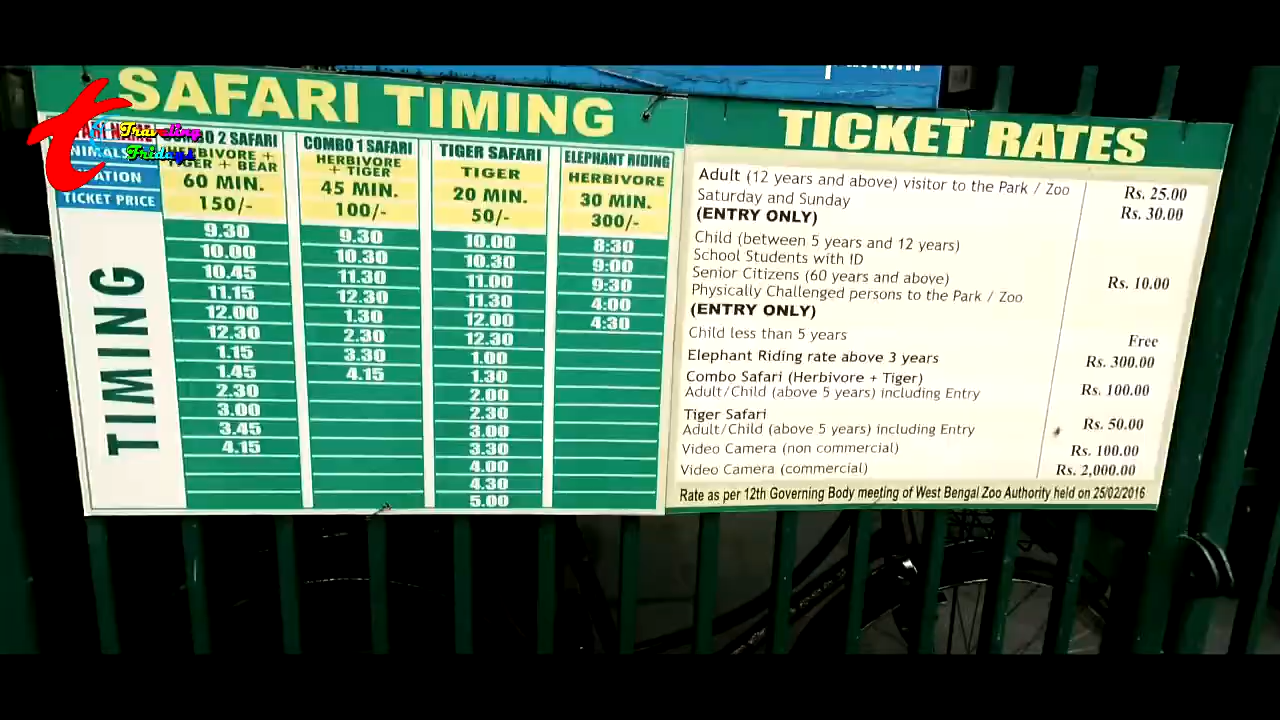 SAFARI TIMING
Traveling
Fridays
COMBO 2 SAFARI
HERBIVORE +
TIGER + BEAR
60 MIN.
150/-
COMBO 1 SAFARI
HERBIVORE
+ TIGER
45 MIN.
100/-
TIGER SAFARI
TIGER
20 MIN.
50/-
ELEPHANT RIDING
HERBIVORE
30 MIN.
300/-
ANIMALS
TICKET PRICE
TIMING
9.30
10.00
10.45
11.15
12.00
12.30
1.15
1.45
2.30
3.00
3.45
4.15
9.30
10.30
11.30
12.30
1.30
2.30
3.30
4.15
10.00
10.30
11.00
11.30
12.00
12.30
1.00
1.30
2.00
2.30
3.00
3.30
4.00
4.30
5.00
8:30
9:00
9:30
4:00
4:30
TICKET RATES
Adult (12 years and above) visitor to the Park / Zoo Rs. 25.00
Saturday and Sunday Rs. 30.00
(ENTRY ONLY)
Child (between 5 years and 12 years)
School Students with ID
Senior Citizens (60 years and above) Rs. 10.00
Physically Challenged persons to the Park / Zoo
(ENTRY ONLY)
Child less than 5 years Free
Elephant Riding rate above 3 years Rs. 300.00
Combo Safari (Herbivore + Tiger) Rs. 100.00
Adult/Child (above 5 years) including Entry
Tiger Safari Rs. 50.00
Adult/Child (above 5 years) including Entry
Video Camera (non commercial) Rs. 100.00
Video Camera (commercial) Rs. 2,000.00
Rate as per 12th Governing Body meeting of West Bengal Zoo Authority held on 25/02/2016